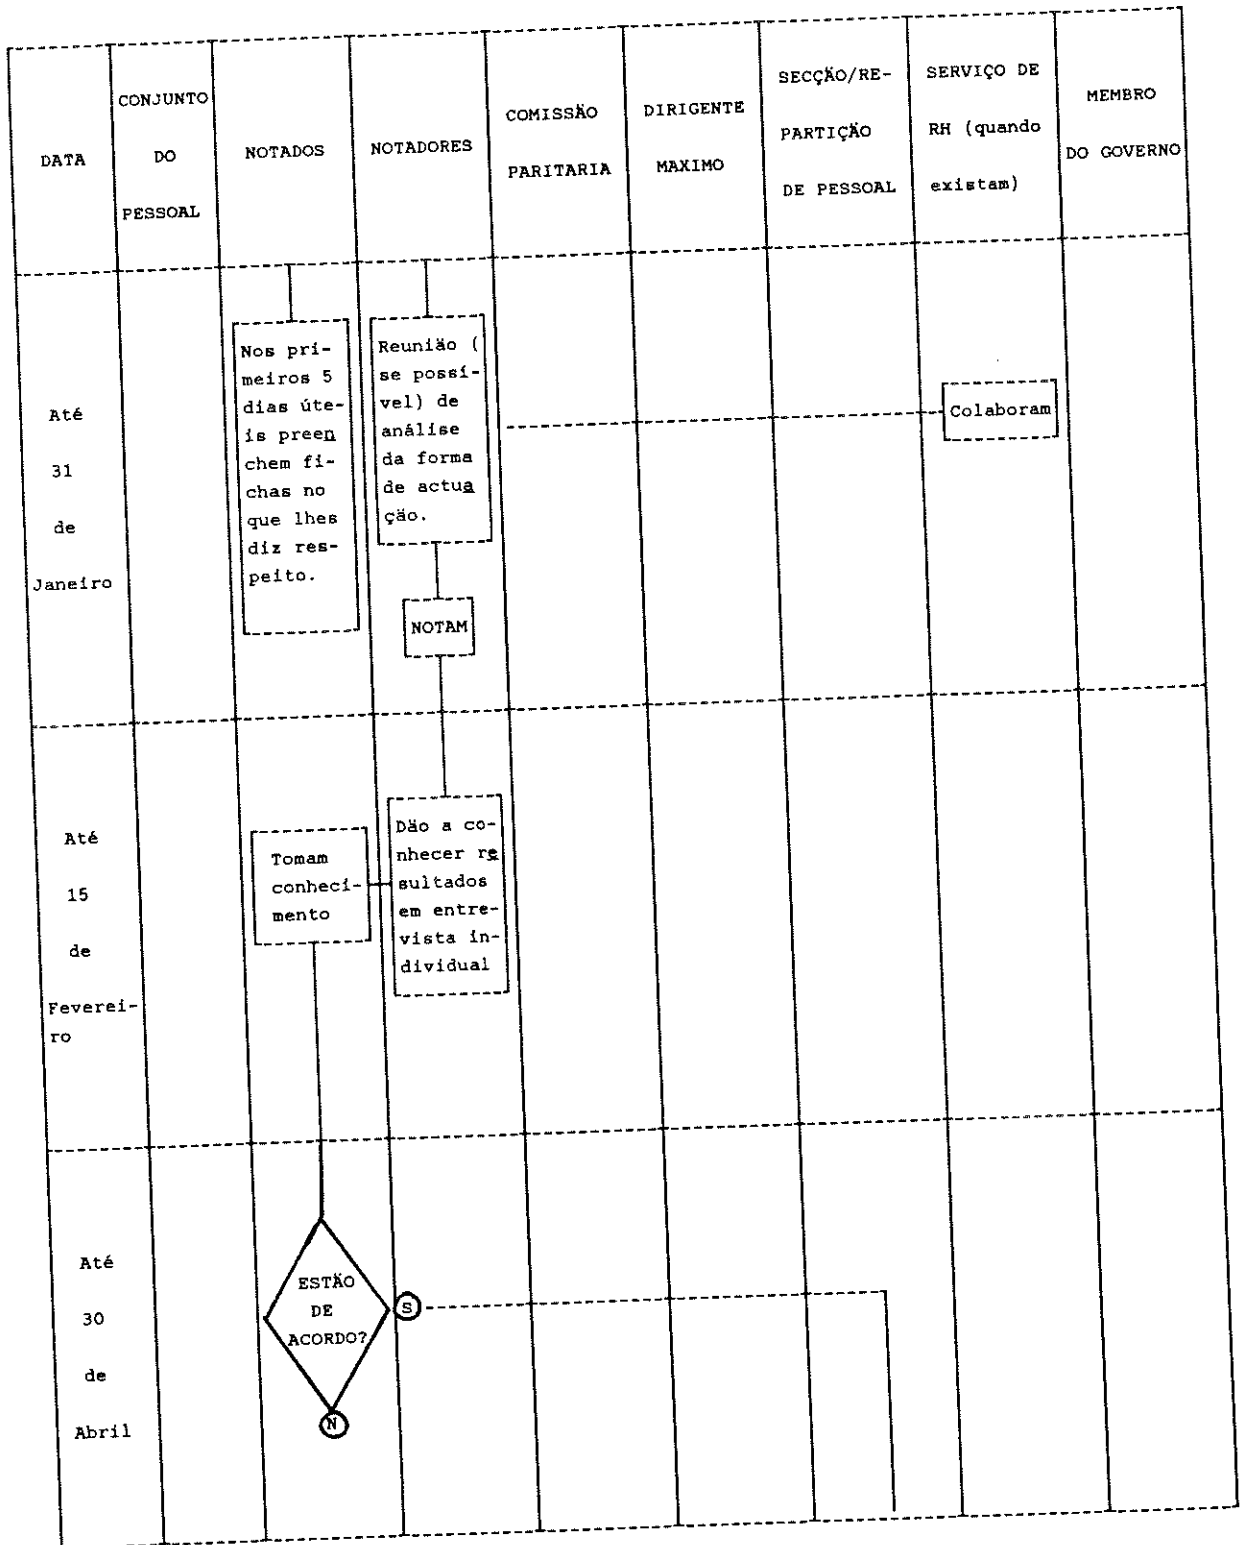 DATA
CONJUNTO
DO
PESSOAL
NOTADOS
NOTADORES
COMISSÃO
PARITARIA
DIRIGENTE
MAXIMO
SECÇÃO/RE-
PARTIÇÃO
DE PESSOAL
SERVIÇO DE
RH (quando
existam)
MEMBRO
DO GOVERNO
Até
31
de
Janeiro
Nos pri-
meiros 5
dias úte-
is preen
chem fi-
chas no
que lhes
diz res-
peito.
Reunião (
se possí-
vel) de
análise
da forma
de actua
ção.
NOTAM
Colaboram
Até
15
de
Feverei-
ro
Tomam
conheci-
mento
Dão a co-
nhecer re
sultados
em entre-
vista in-
dividual
Até
30
de
Abril
ESTÃO
DE
ACORDO?
S
N